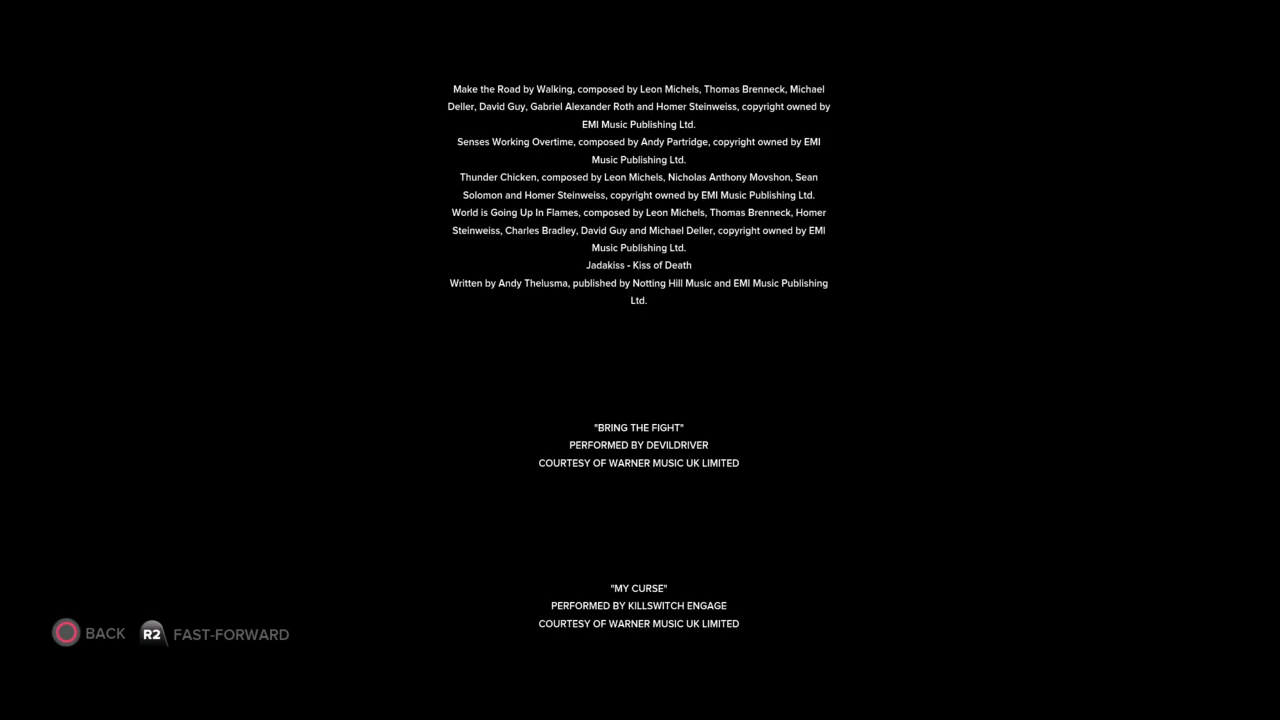 Make the Road by Walking, composed by Leon Michels, Thomas Brenneck, Michael
Deller, David Guy, Gabriel Alexander Roth and Homer Steinweiss, copyright owned by
EMI Music Publishing Ltd.
Senses Working Overtime, composed by Andy Partridge, copyright owned by EMI
Music Publishing Ltd.
Thunder Chicken, composed by Leon Michels, Nicholas Anthony Movshon, Sean
Solomon and Homer Steinweiss, copyright owned by EMI Music Publishing Ltd.
World is Going Up In Flames, composed by Leon Michels, Thomas Brenneck, Homer
Steinweiss, Charles Bradley, David Guy and Michael Deller, copyright owned by EMI
Music Publishing Ltd.
Jadakiss - Kiss of Death
Written by Andy Thelusma, published by Notting Hill Music and EMI Music Publishing
Ltd.
"BRING THE FIGHT"
PERFORMED BY DEVILDRIVER
COURTESY OF WARNER MUSIC UK LIMITED
"MY CURSE"
PERFORMED BY KILLSWITCH ENGAGE
COURTESY OF WARNER MUSIC UK LIMITED
BACK R2 FAST-FORWARD